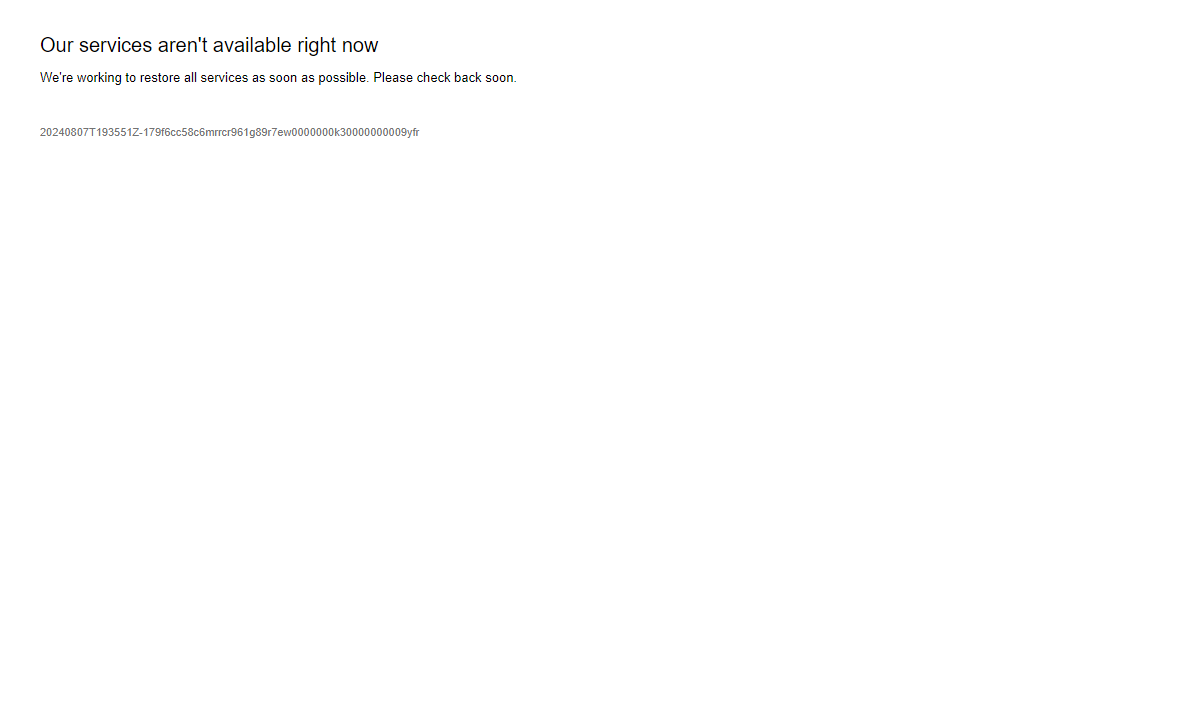 Our services aren't available right now
We're working to restore all services as soon as possible. Please check back soon.
20240807T193551Z-179f6cc58c6mrrcr961g89r7ew0000000k30000000009yfr